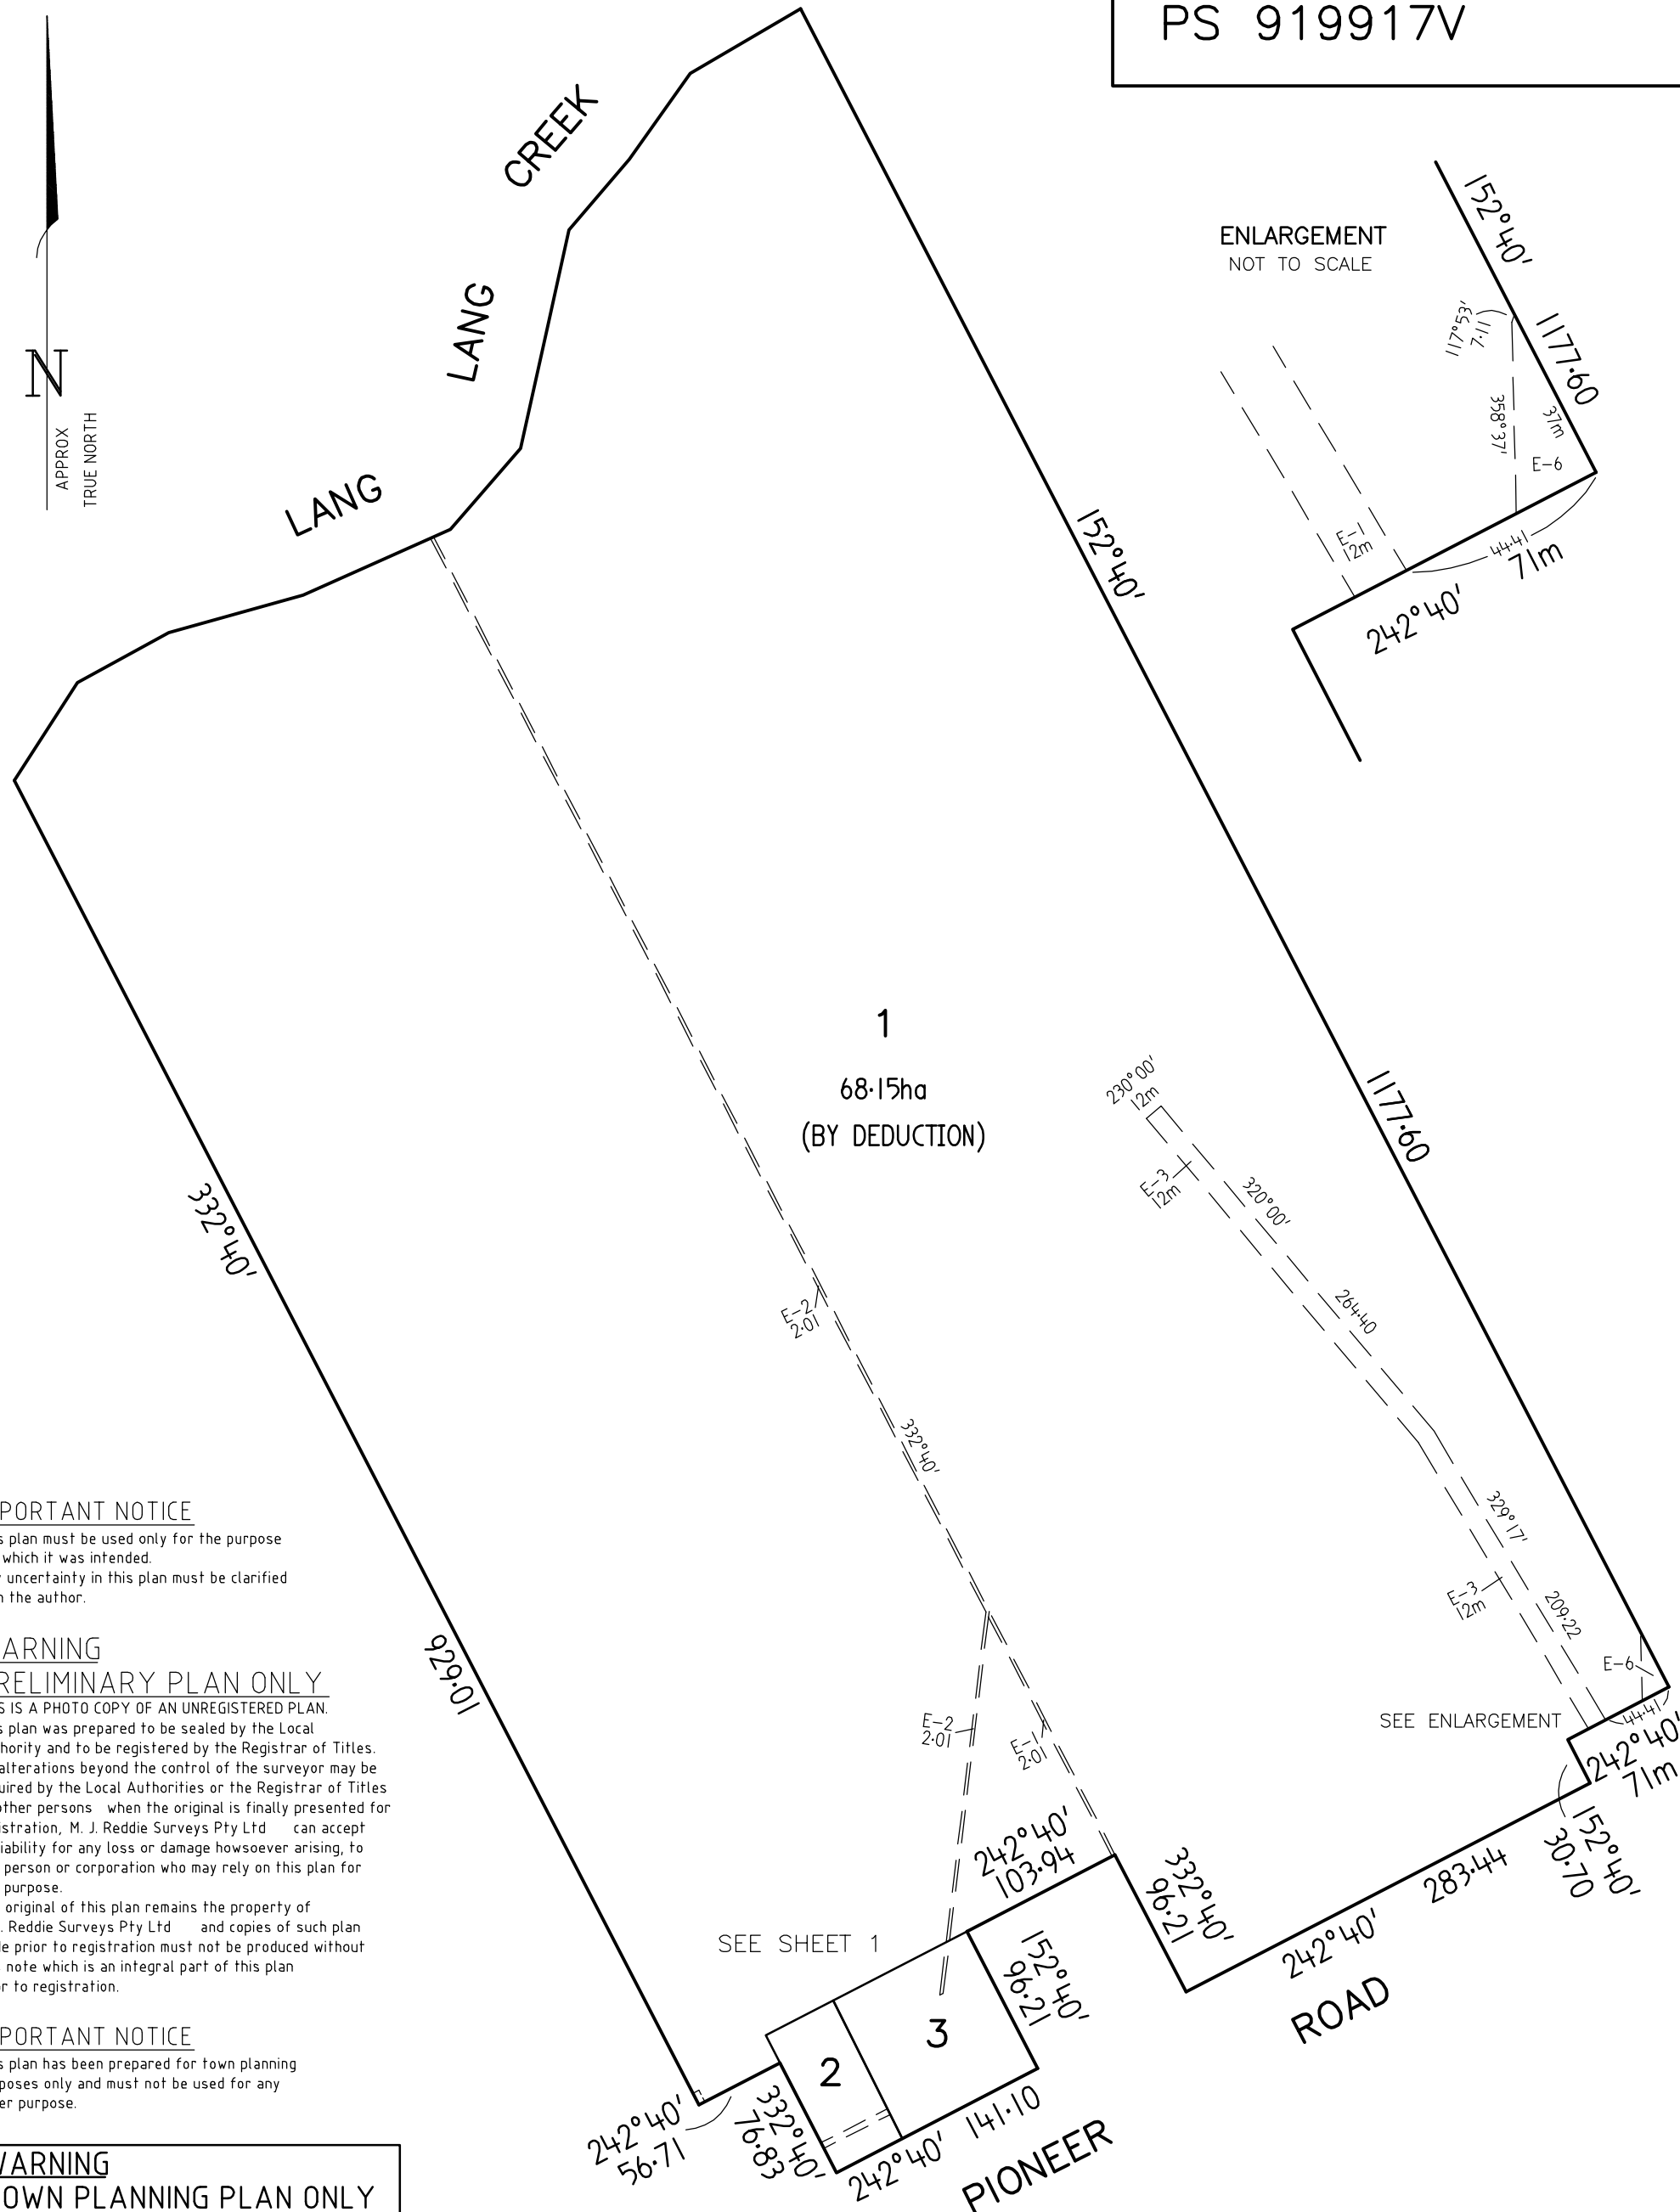 PS 919917V
CREEK
LANG
LANG
N
APPROX
TRUE NORTH
ENLARGEMENT
NOT TO SCALE
152°40'
1177·60
117°53'
7·11
358°37'
37m
E-6
E-1
12m
44·41
71m
242°40'
152°40'
1177·60
1
68·15ha
(BY DEDUCTION)
230°00'
12m
E-3
12m
320°00'
264·40
332°40'
929·01
E-2
2·01
332°40'
329°17'
E-3
12m
209·22
E-6
SEE ENLARGEMENT
44·41
242°40'
71m
152°40'
30·70
E-2
2·01
E-1
2·01
242°40'
103·94
332°40'
96·21
283·44
242°40'
ROAD
SEE SHEET 1
152°40'
96·21
3
2
242°40'
56·71
332°40'
76·83
242°40' 141·10
PIONEER
PORTANT NOTICE
s plan must be used only for the purpose
which it was intended.
uncertainty in this plan must be clarified
the author.
ARNING
RELIMINARY PLAN ONLY
S IS A PHOTO COPY OF AN UNREGISTERED PLAN.
s plan was prepared to be sealed by the Local
hority and to be registered by the Registrar of Titles.
alterations beyond the control of the surveyor may be
uired by the Local Authorities or the Registrar of Titles
other persons when the original is finally presented for
istration, M. J. Reddie Surveys Pty Ltd can accept
iability for any loss or damage howsoever arising, to
person or corporation who may rely on this plan for
purpose.
original of this plan remains the property of
. Reddie Surveys Pty Ltd and copies of such plan
le prior to registration must not be produced without
note which is an integral part of this plan
or to registration.
PORTANT NOTICE
s plan has been prepared for town planning
poses only and must not be used for any
er purpose.
WARNING
OWN PLANNING PLAN ONLY